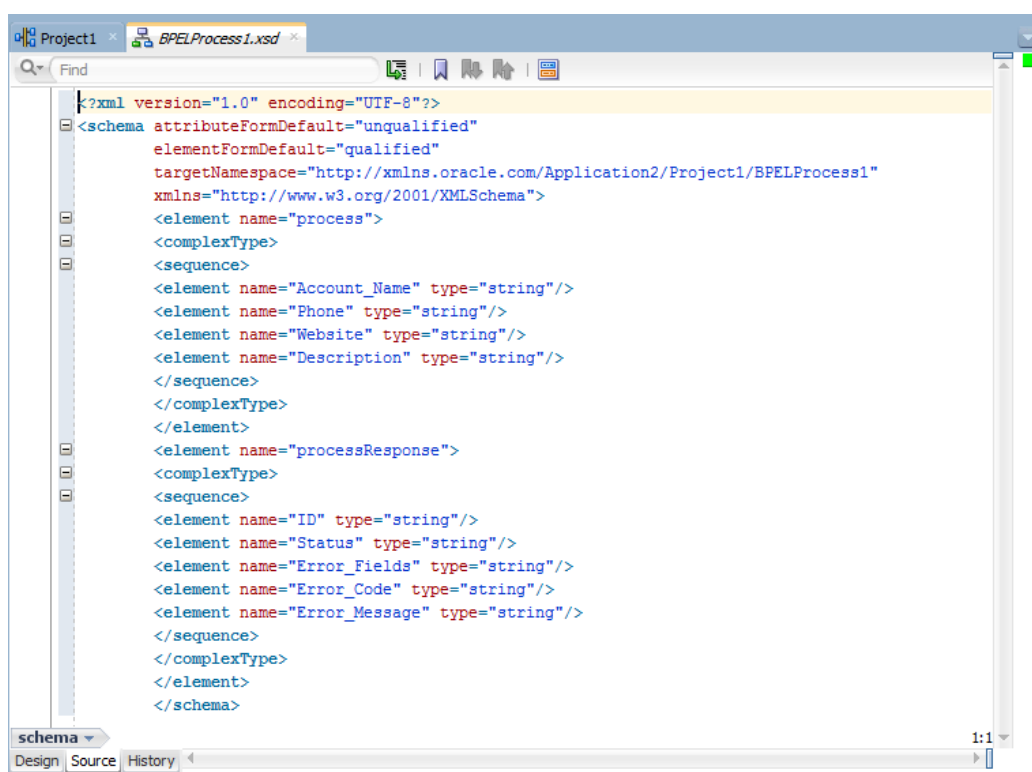 Project1
BPELProcess1.xsd
Find
<?xml version="1.0" encoding="UTF-8"?>
<schema attributeFormDefault="unqualified"
elementFormDefault="qualified"
targetNamespace="http://xmlns.oracle.com/Application2/Project1/BPELProcess1"
xmlns="http://www.w3.org/2001/XMLSchema">
<element name="process">
<complexType>
<sequence>
<element name="Account_Name" type="string"/>
<element name="Phone" type="string"/>
<element name="Website" type="string"/>
<element name="Description" type="string"/>
</sequence>
</complexType>
</element>
<element name="processResponse">
<complexType>
<sequence>
<element name="ID" type="string"/>
<element name="Status" type="string"/>
<element name="Error_Fields" type="string"/>
<element name="Error_Code" type="string"/>
<element name="Error_Message" type="string"/>
</sequence>
</complexType>
</element>
</schema>
schema 1:1
Design Source History